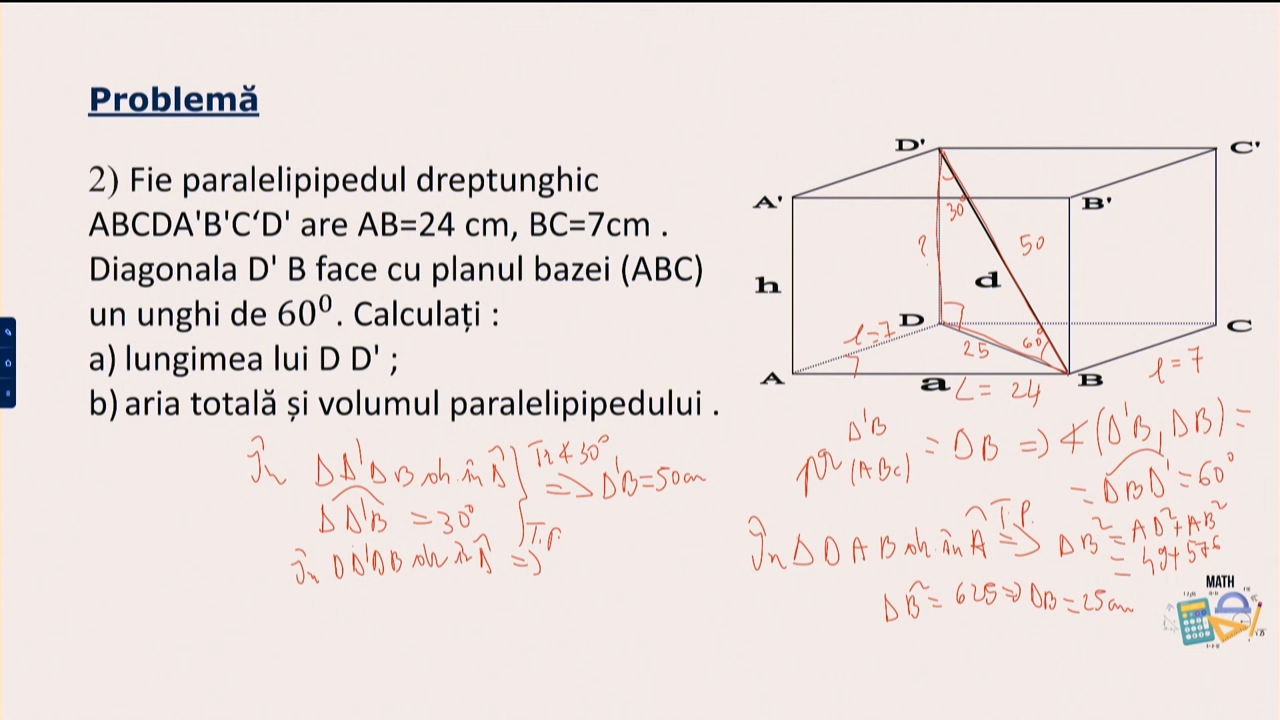 Problemă
2) Fie paralelipipedul dreptunghic
ABCDA'B'C‘D' are AB=24 cm, BC=7cm .
Diagonala D' B face cu planul bazei (ABC)
un unghi de 60⁰. Calculați :
a) lungimea lui D D' ;
b) aria totală și volumul paralelipipedului .
D'
C'
A'
B'
30°
?
50
h
d
D
C
l=7
25
60°
A
a
L= 24
B
l=7
În ΔD'DB dr. în D̂
Tr ∢30°
=> D'B=50cm
DD'B = 30°
T.P.
În ΔD'DB dr. în D̂ =>
pr(ABC) D'B = DB => ∢(D'B, DB) =
= DBD' = 60°
În ΔDAB dr. în  T.P. => DB² = AD²+AB²
= 49+576
DB² = 625 => DB=25cm
MATH